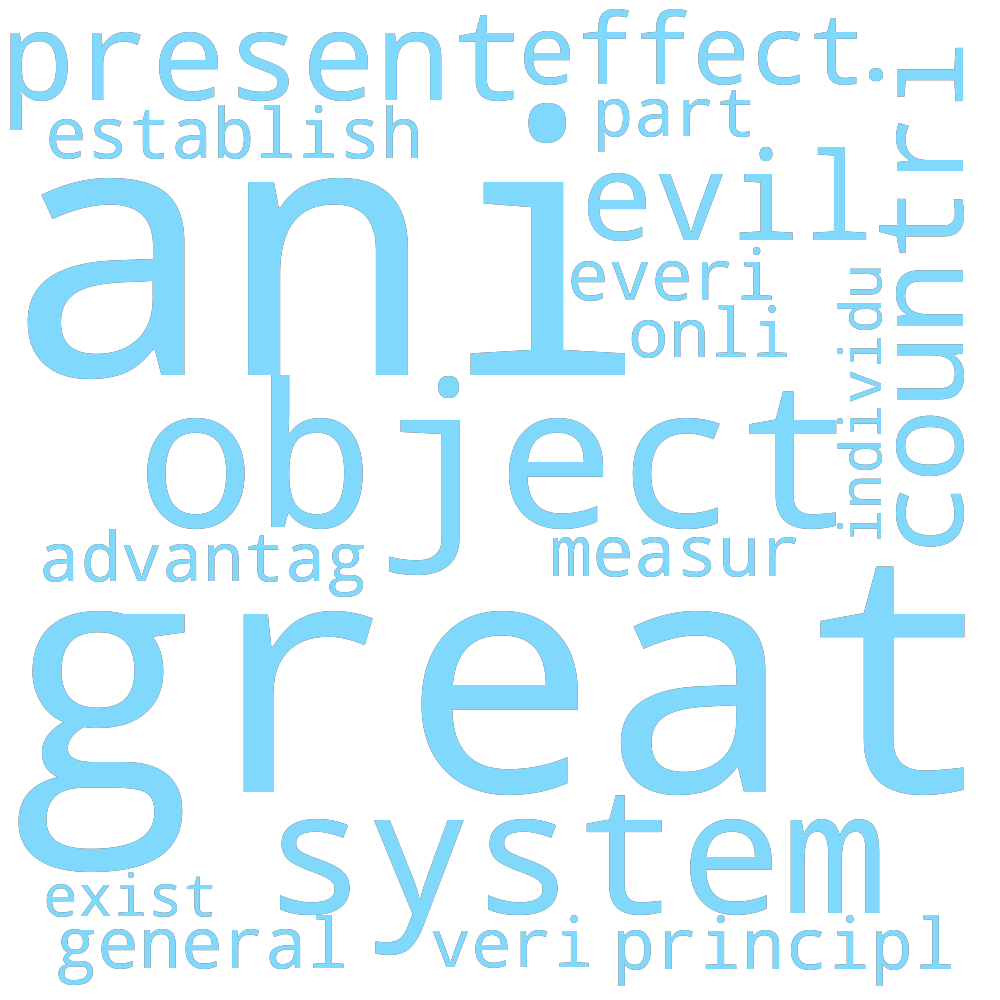 present effect
establish part
ani
evil
countri
everi
individu
onli
object
advantag measur
great
system
exist
general veri principl